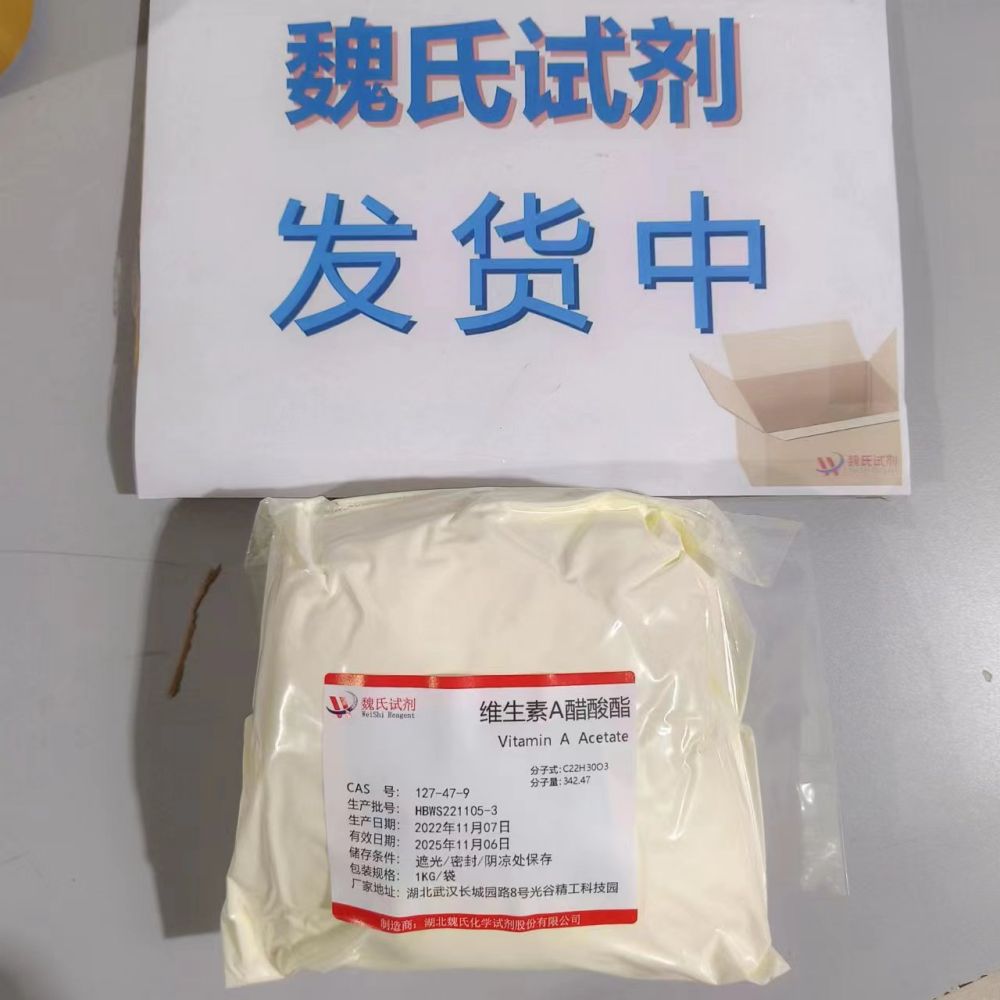 魏氏试剂
发货中
魏氏试剂
魏氏试剂
WeiShi Reagent
维生素A醋酸酯
Vitamin A Acetate
分子式:C22H30O3
分子量:342.47
CAS 号: 127-47-9
生产批号: HBWS221105-3
生产日期: 2022年11月07日
有效日期: 2025年11月06日
储存条件: 遮光/密封/阴凉处保存
包装规格: 1KG/袋
厂家地址: 湖北武汉长城园路8号光谷精工科技园
制造商: 湖北魏氏化学试剂股份有限公司